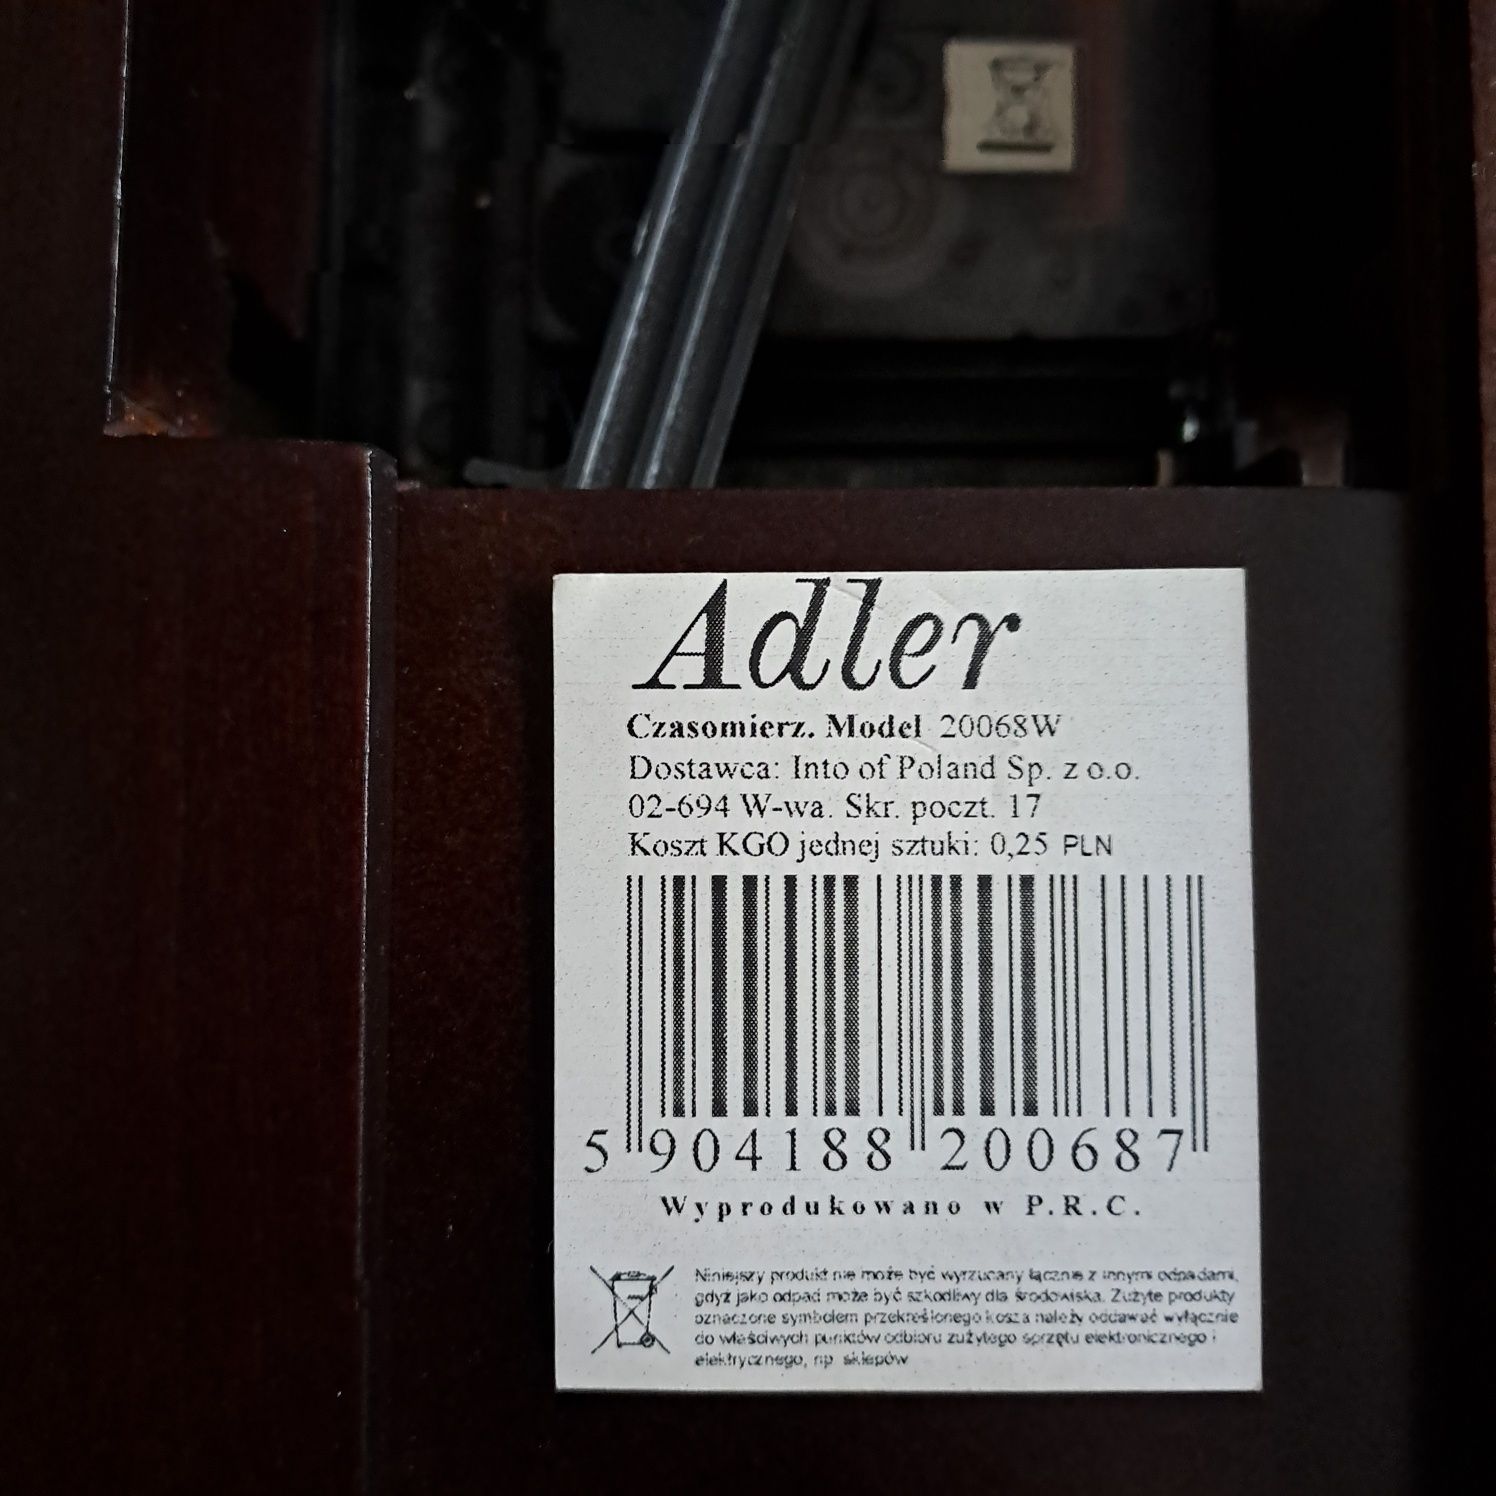 Adler
Czasomierz. Model 20068W
Dostawca: Into of Poland Sp. z o.o.
02-694 W-wa. Skr. poczt. 17
Koszt KGO jednej sztuki: 0,25 PLN
5 904188 200687
Wyprodukowano w P.R.C.
Niniejszy produkt nie może być wyrzucany łącznie z innymi odpadami,
gdyż jako odpad może być szkodliwy dla środowiska. Zużyte produkty
oznaczone symbolem przekreślonego kosza należy oddawać wyłącznie
do właściwych punktów odbioru zużytego sprzętu elektronicznego i
elektrycznego, np. sklepów